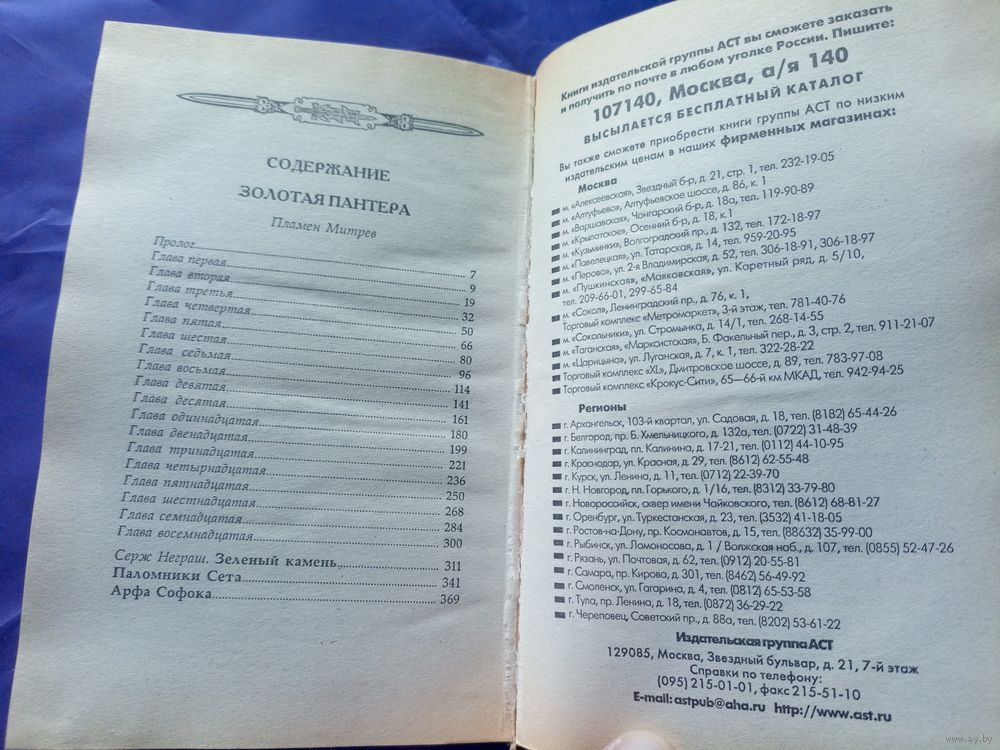 СОДЕРЖАНИЕ
ЗОЛОТАЯ ПАНТЕРА
Пламен Митрев
Пролог 7
Глава первая 9
Глава вторая 19
Глава третья 32
Глава четвертая 50
Глава пятая 66
Глава шестая 80
Глава седьмая 96
Глава восьмая 114
Глава девятая 141
Глава десятая 161
Глава одиннадцатая 180
Глава двенадцатая 199
Глава тринадцатая 221
Глава четырнадцатая 236
Глава пятнадцатая 250
Глава шестнадцатая 268
Глава семнадцатая 284
Глава восемнадцатая 300
Серж Неграш. Зеленый камень 311
Паломники Сета 341
Арфа Софока 369
Книги издательской группы АСТ вы сможете заказать
и получить по почте в любом уголке России. Пишите:
107140, Москва, а/я 140
ВЫСЫЛАЕТСЯ БЕСПЛАТНЫЙ КАТАЛОГ
Вы также сможете приобрести книги группы АСТ по низким
издательским ценам в наших фирменных магазинах:
Москва
м. «Алексеевская», Звездный б-р, д. 21, стр. 1, тел. 232-19-05
м. «Алтуфьево», Алтуфьевское шоссе, д. 86, к. 1
м. «Варшавская», Чонгарский б-р, д. 18а, тел. 119-90-89
м. «Крылатское», Осенний б-р, д. 18, к.1
м. «Кузьминки», Волгоградский пр., д. 132, тел. 172-18-97
м. «Павелецкая», ул. Татарская, д. 14, тел. 959-20-95
м. «Перово», ул. 2-я Владимирская, д. 52, тел. 306-18-91, 306-18-97
м. «Пушкинская», «Маяковская», ул. Каретный ряд, д. 5/10,
тел. 209-66-01, 299-65-84
м. «Сокол», Ленинградский пр., д. 76, к. 1,
Торговый комплекс «Метромаркет», 3-й этаж, тел. 781-40-76
м. «Сокольники», ул. Стромынка, д. 14/1, тел. 268-14-55
м. «Таганская», «Марксистская», Б. Факельный пер., д. 3, стр. 2, тел. 911-21-07
м. «Царицыно», ул. Луганская, д. 7, к. 1, тел. 322-28-22
Торговый комплекс «XL», Дмитровское шоссе, д. 89, тел. 783-97-08
Торговый комплекс «Крокус-Сити», 65—66-й км МКАД, тел. 942-94-25
Регионы
г. Архангельск, 103-й квартал, ул. Садовая, д. 18, тел. (8182) 65-44-26
г. Белгород, пр. Б. Хмельницкого, д. 132а, тел. (0722) 31-48-39
г. Калининград, пл. Калинина, д. 17-21, тел. (0112) 44-10-95
г. Краснодар, ул. Красная, д. 29, тел. (8612) 62-55-48
г. Курск, ул. Ленина, д. 11, тел. (0712) 22-39-70
г. Н. Новгород, пл. Горького, д. 1/16, тел. (8312) 33-79-80
г. Новороссийск, сквер имени Чайковского, тел. (8612) 68-81-27
г. Оренбург, ул. Туркестанская, д. 23, тел. (3532) 41-18-05
г. Ростов-на-Дону, пр. Космонавтов, д. 15, тел. (88632) 35-99-00
г. Рыбинск, ул. Ломоносова, д. 1 / Волжская наб., д. 107, тел. (0855) 52-47-26
г. Рязань, ул. Почтовая, д. 62, тел. (0912) 20-55-81
г. Самара, пр. Кирова, д. 301, тел. (8462) 56-49-92
г. Смоленск, ул. Гагарина, д. 4, тел. (0812) 65-53-58
г. Тула, пр. Ленина, д. 18, тел. (0872) 36-29-22
г. Череповец, Советский пр., д. 88а, тел. (8202) 53-61-22
Издательская группа АСТ
129085, Москва, Звездный бульвар, д. 21, 7-й этаж
Справки по телефону:
(095) 215-01-01, факс 215-51-10
E-mail: astpub@aha.ru http://www.ast.ru
www.ay.by